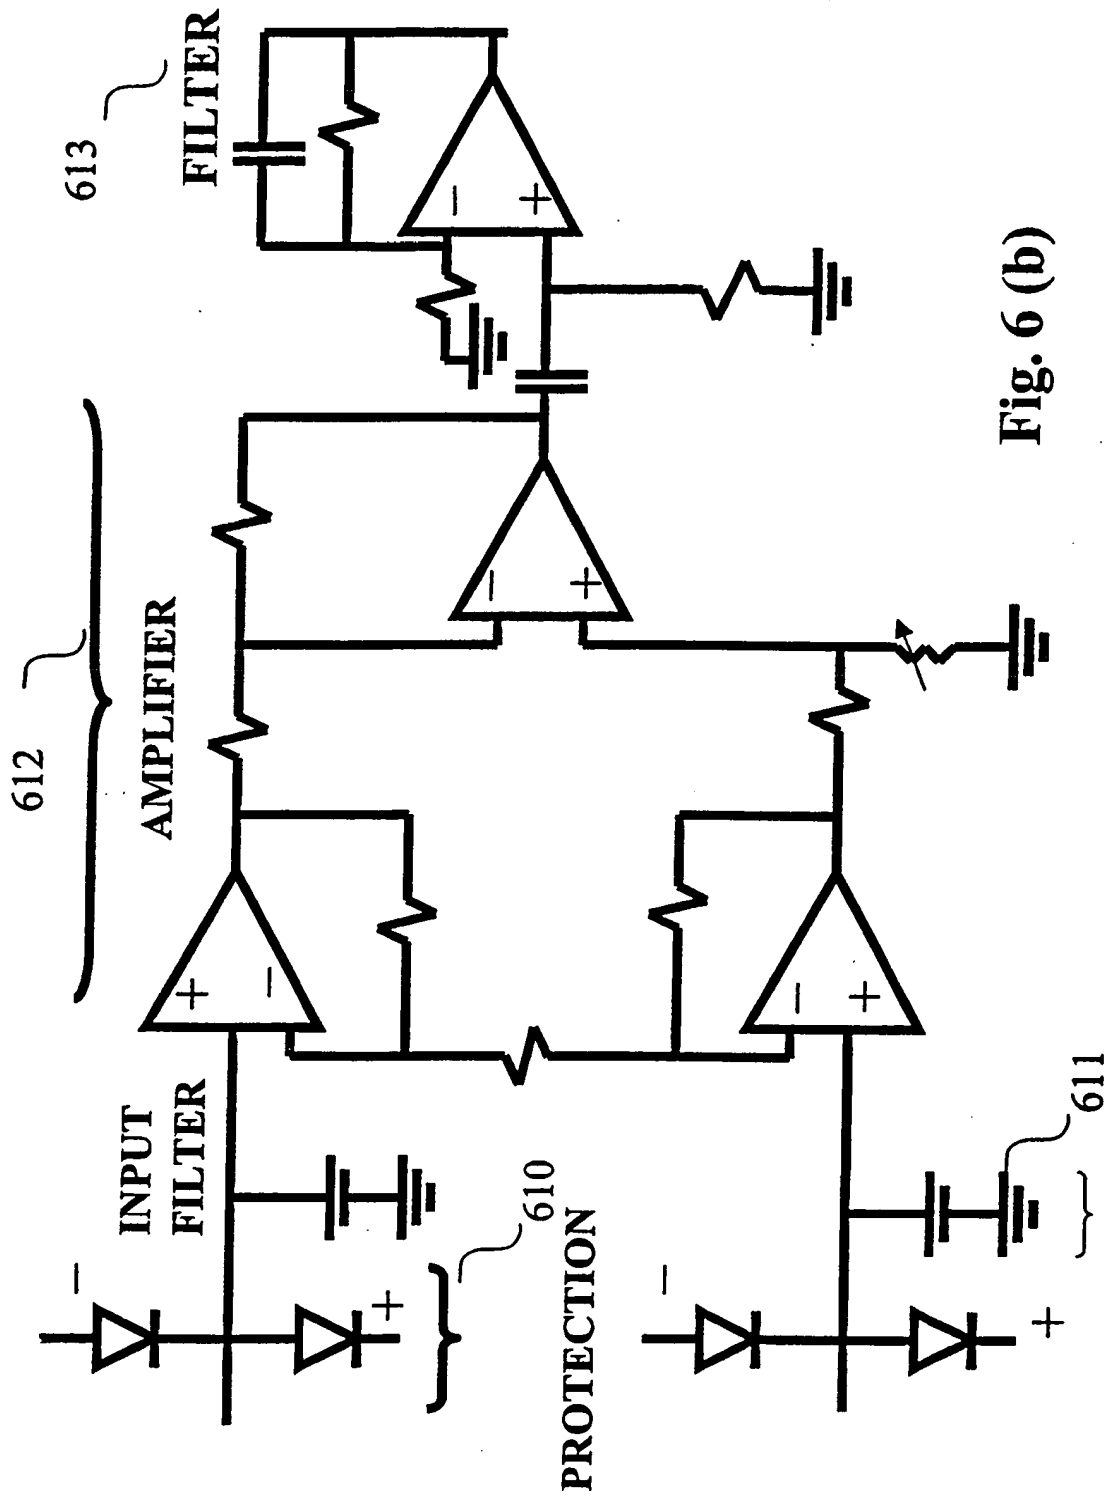 613
FILTER
612
AMPLIFIER
+
−
−
+
−
+
−
+
INPUT
FILTER
610
PROTECTION
611
−
+
−
+
Fig. 6 (b)